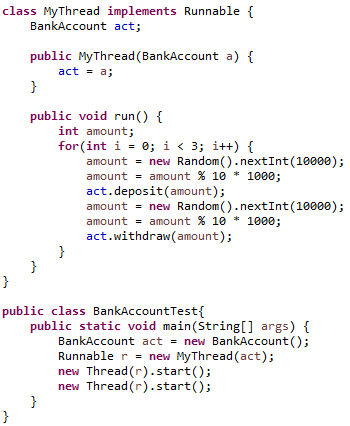 class MyThread implements Runnable {
    BankAccount act;

    public MyThread(BankAccount a) {
        act = a;
    }

    public void run() {
        int amount;
        for(int i = 0; i < 3; i++) {
            amount = new Random().nextInt(10000);
            amount = amount % 10 * 1000;
            act.deposit(amount);
            amount = new Random().nextInt(10000);
            amount = amount % 10 * 1000;
            act.withdraw(amount);
        }
    }
}

public class BankAccountTest{
    public static void main(String[] args) {
        BankAccount act = new BankAccount();
        Runnable r = new MyThread(act);
        new Thread(r).start();
        new Thread(r).start();
    }
}